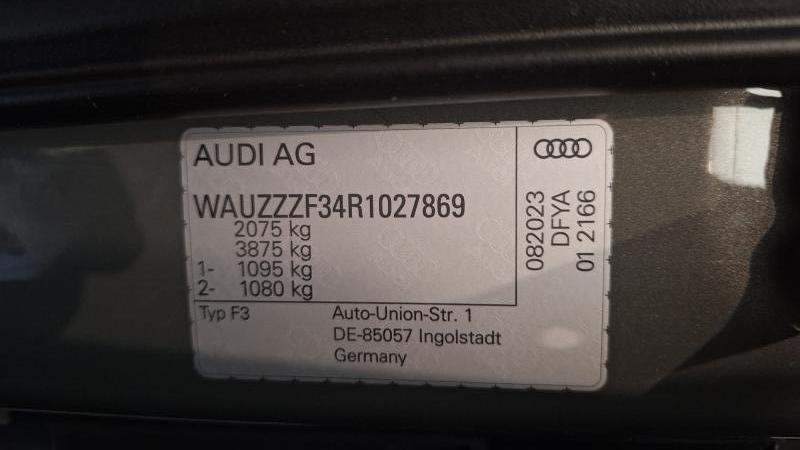 AUDI AG
WAUZZZF34R1027869
2075 kg
3875 kg
1- 1095 kg
2- 1080 kg
Typ F3
Auto-Union-Str. 1
DE-85057 Ingolstadt
Germany
082023
DFYA
01 2166